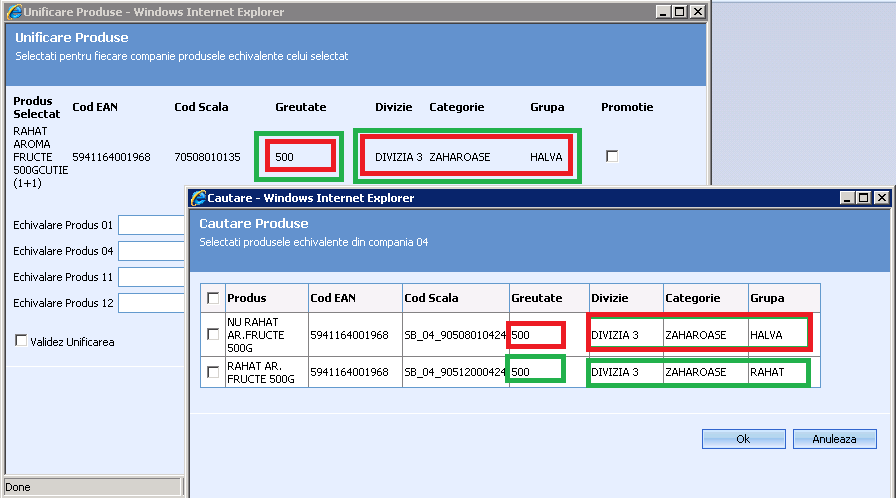 Unificare Produse - Windows Internet Explorer
Unificare Produse
Selectati pentru fiecare companie produsele echivalente celui selectat
Produs Selectat Cod EAN Cod Scala Greutate Divizie Categorie Grupa Promotie
RAHAT
AROMA
FRUCTE
500GCUTIE
(1+1)
5941164001968 70508010135 500 DIVIZIA 3 ZAHAROASE HALVA
Echivalare Produs 01
Echivalare Produs 04
Echivalare Produs 11
Echivalare Produs 12
Validez Unificarea
Done
Cautare - Windows Internet Explorer
Cautare Produse
Selectati produsele echivalente din compania 04
Produs Cod EAN Cod Scala Greutate Divizie Categorie Grupa
NU RAHAT
AR.FRUCTE
500G
5941164001968 SB_04_90508010424 500 DIVIZIA 3 ZAHAROASE HALVA
RAHAT AR.
FRUCTE 500G
5941164001968 SB_04_90512000424 500 DIVIZIA 3 ZAHAROASE RAHAT
Ok Anuleaza